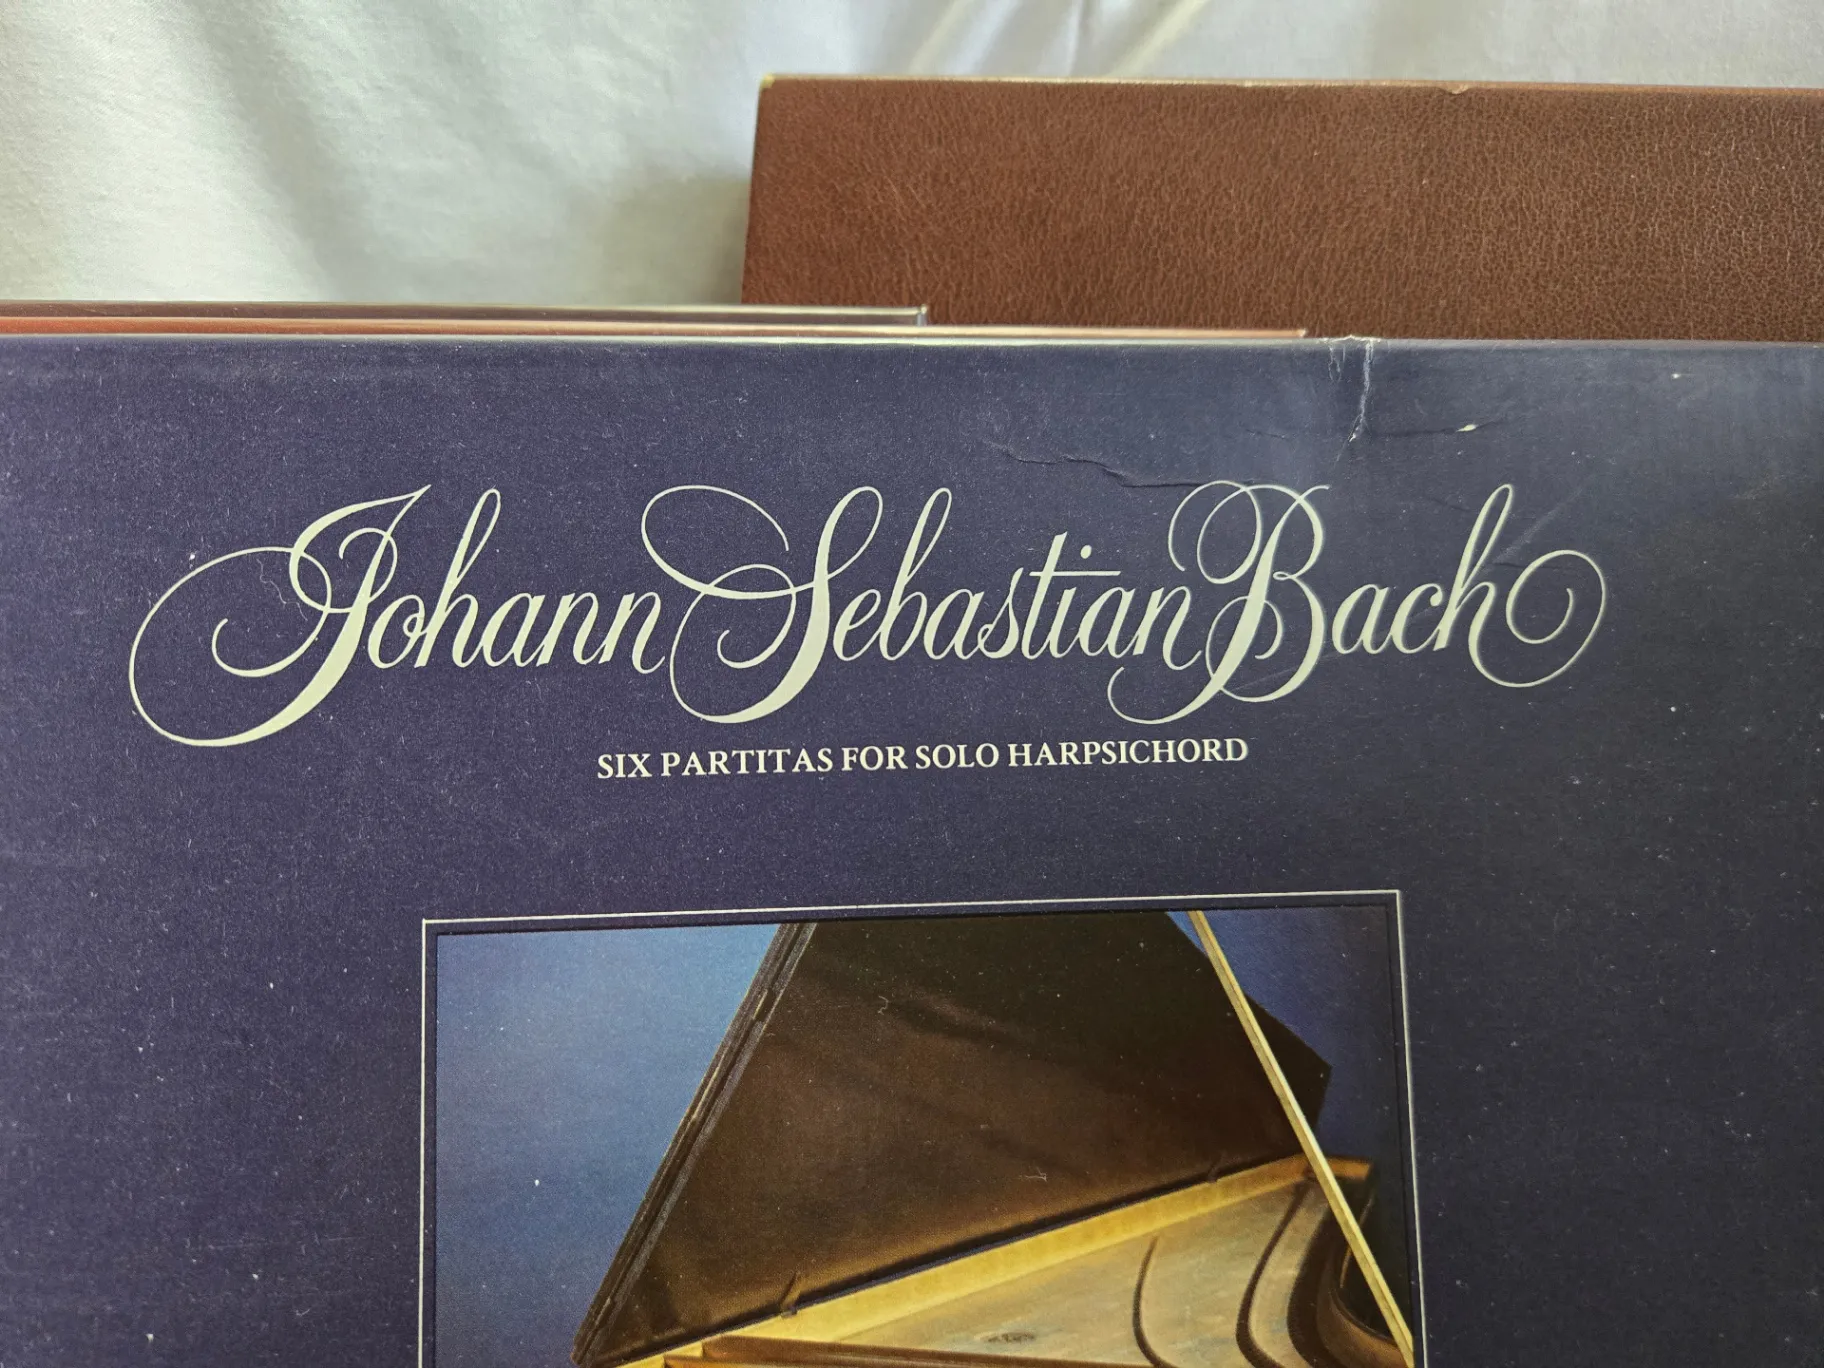 Johann Sebastian Bach
SIX PARTITAS FOR SOLO HARPSICHORD